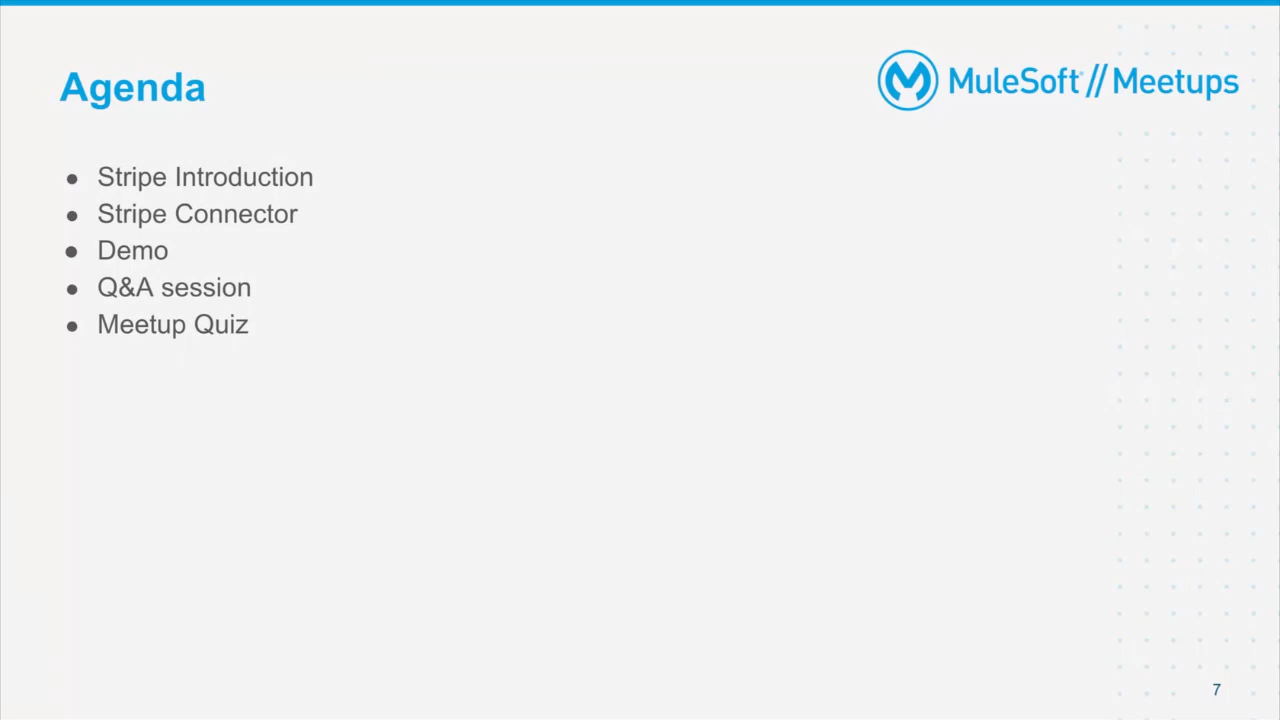 Agenda
MuleSoft // Meetups
● Stripe Introduction
● Stripe Connector
● Demo
● Q&A session
● Meetup Quiz
7